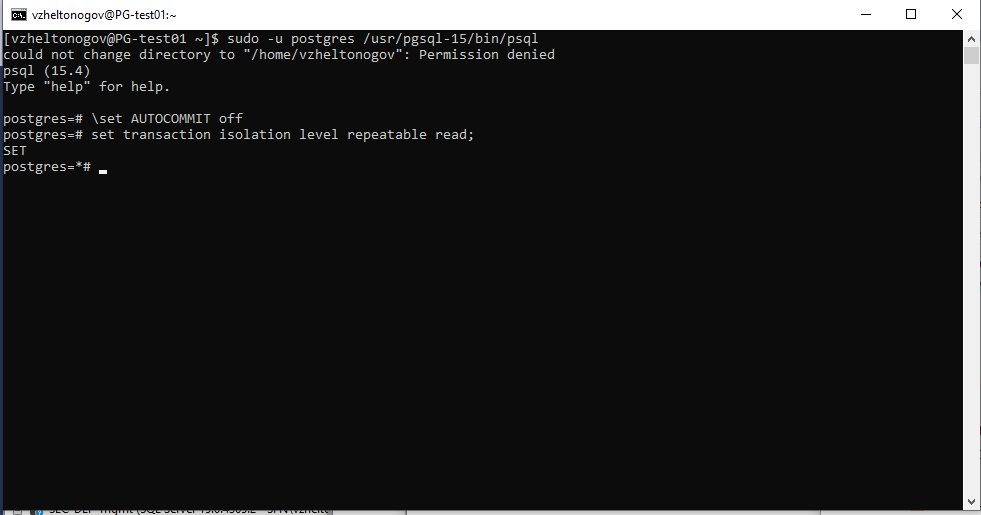 vzheltonogov@PG-test01:~
[vzheltonogov@PG-test01 ~]$ sudo -u postgres /usr/pgsql-15/bin/psql
could not change directory to "/home/vzheltonogov": Permission denied
psql (15.4)
Type "help" for help.
postgres=# \set AUTOCOMMIT off
postgres=# set transaction isolation level repeatable read;
SET
postgres=*#